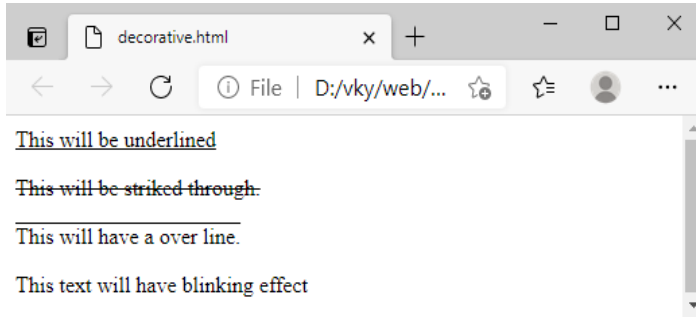 decorative.html
File | D:/vky/web/...
This will be underlined
This will be striked through.
This will have a over line.
This text will have blinking effect